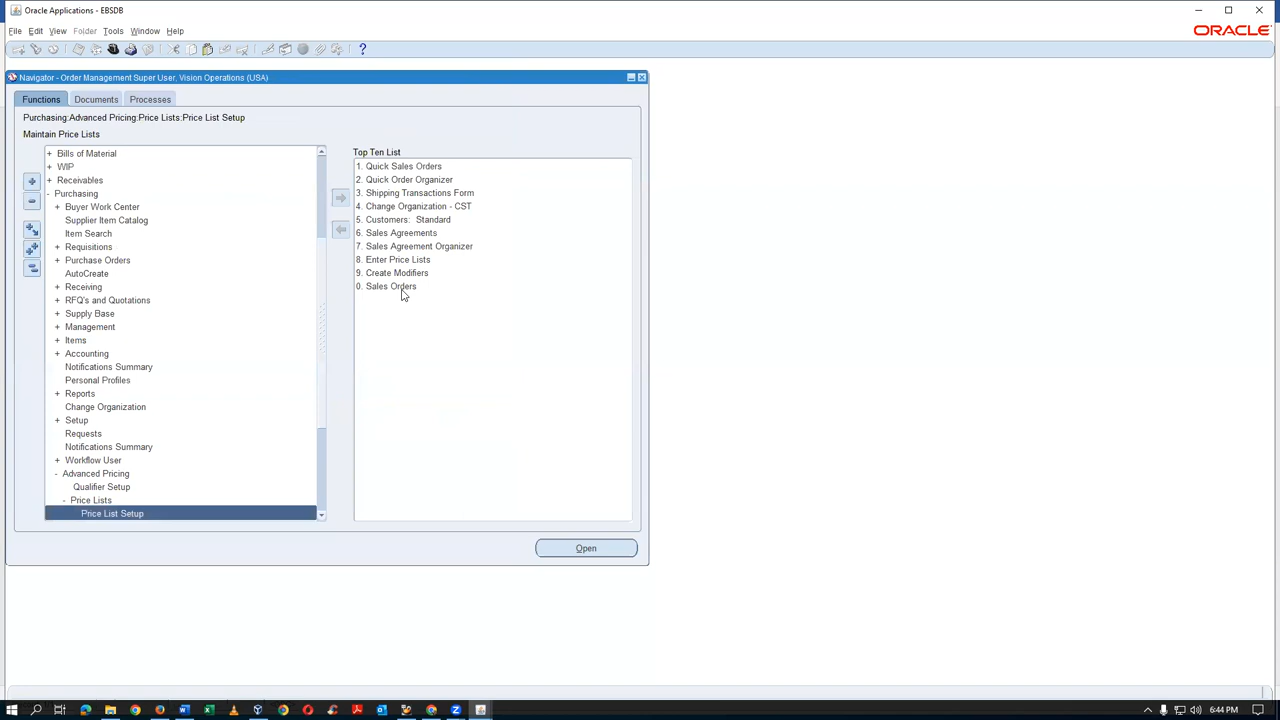 Oracle Applications - EBSDB
File Edit View Folder Tools Window Help
ORACLE
Navigator - Order Management Super User, Vision Operations (USA)
Functions Documents Processes
Purchasing:Advanced Pricing:Price Lists:Price List Setup
Maintain Price Lists
+ Bills of Material
+ WIP
+ Receivables
- Purchasing
+ Buyer Work Center
Supplier Item Catalog
Item Search
+ Requisitions
+ Purchase Orders
AutoCreate
+ Receiving
+ RFQ's and Quotations
+ Supply Base
+ Management
+ Items
+ Accounting
Notifications Summary
Personal Profiles
+ Reports
Change Organization
+ Setup
Requests
Notifications Summary
+ Workflow User
- Advanced Pricing
Qualifier Setup
- Price Lists
Price List Setup
Top Ten List
1. Quick Sales Orders
2. Quick Order Organizer
3. Shipping Transactions Form
4. Change Organization - CST
5. Customers: Standard
6. Sales Agreements
7. Sales Agreement Organizer
8. Enter Price Lists
9. Create Modifiers
0. Sales Orders
Open
6:44 PM